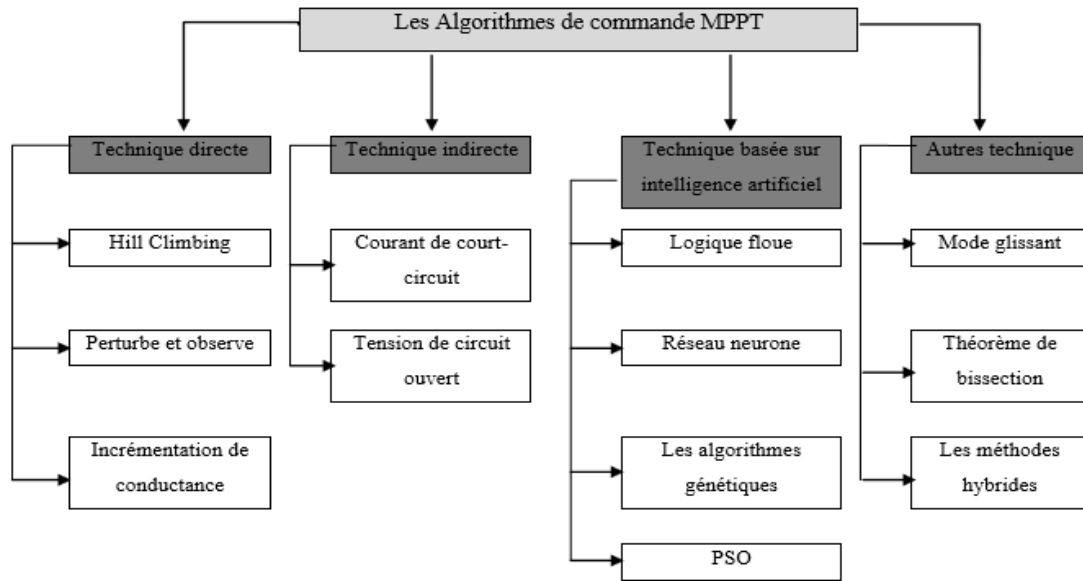 Les Algorithmes de commande MPPT
Technique directe
Hill Climbing
Perturbe et observe
Incrémentation de
conductance
Technique indirecte
Courant de court-
circuit
Tension de circuit
ouvert
Technique basée sur
intelligence artificiel
Logique floue
Réseau neurone
Les algorithmes
génétiques
PSO
Autres technique
Mode glissant
Théorème de
bissection
Les méthodes
hybrides